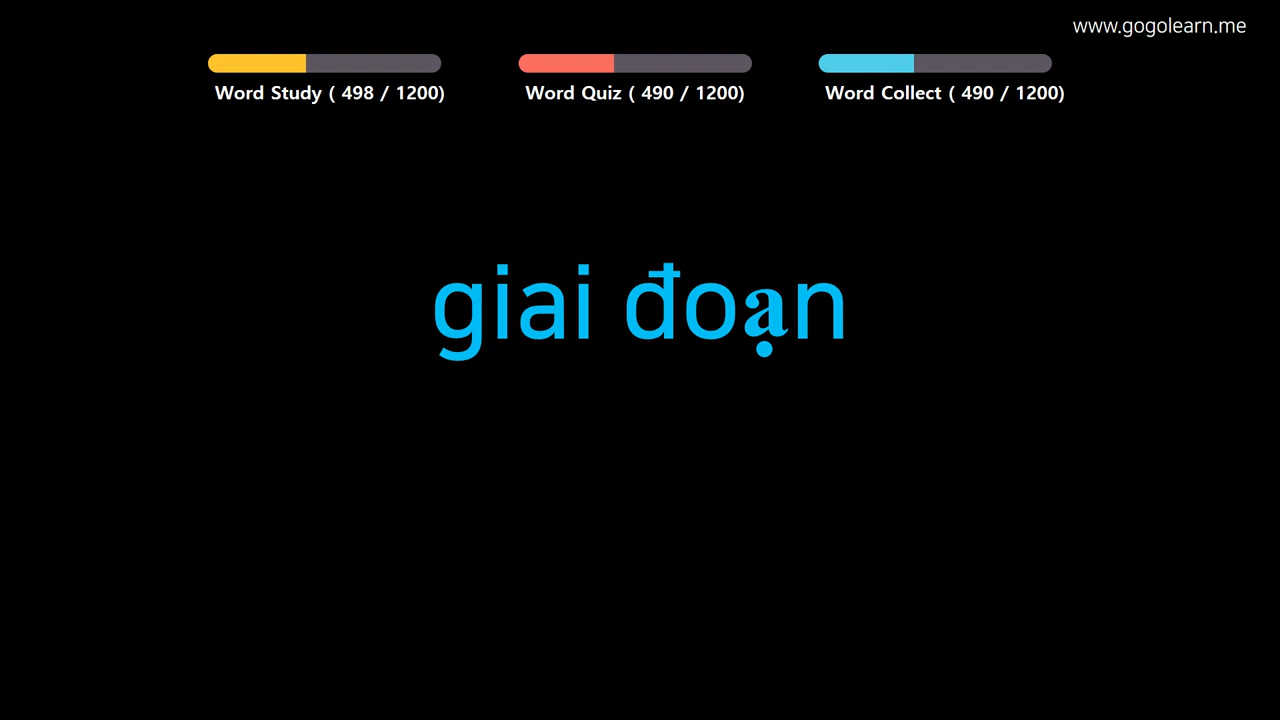 www.gogolearn.me
Word Study ( 498 / 1200)
Word Quiz ( 490 / 1200)
Word Collect ( 490 / 1200)
giai đoạn